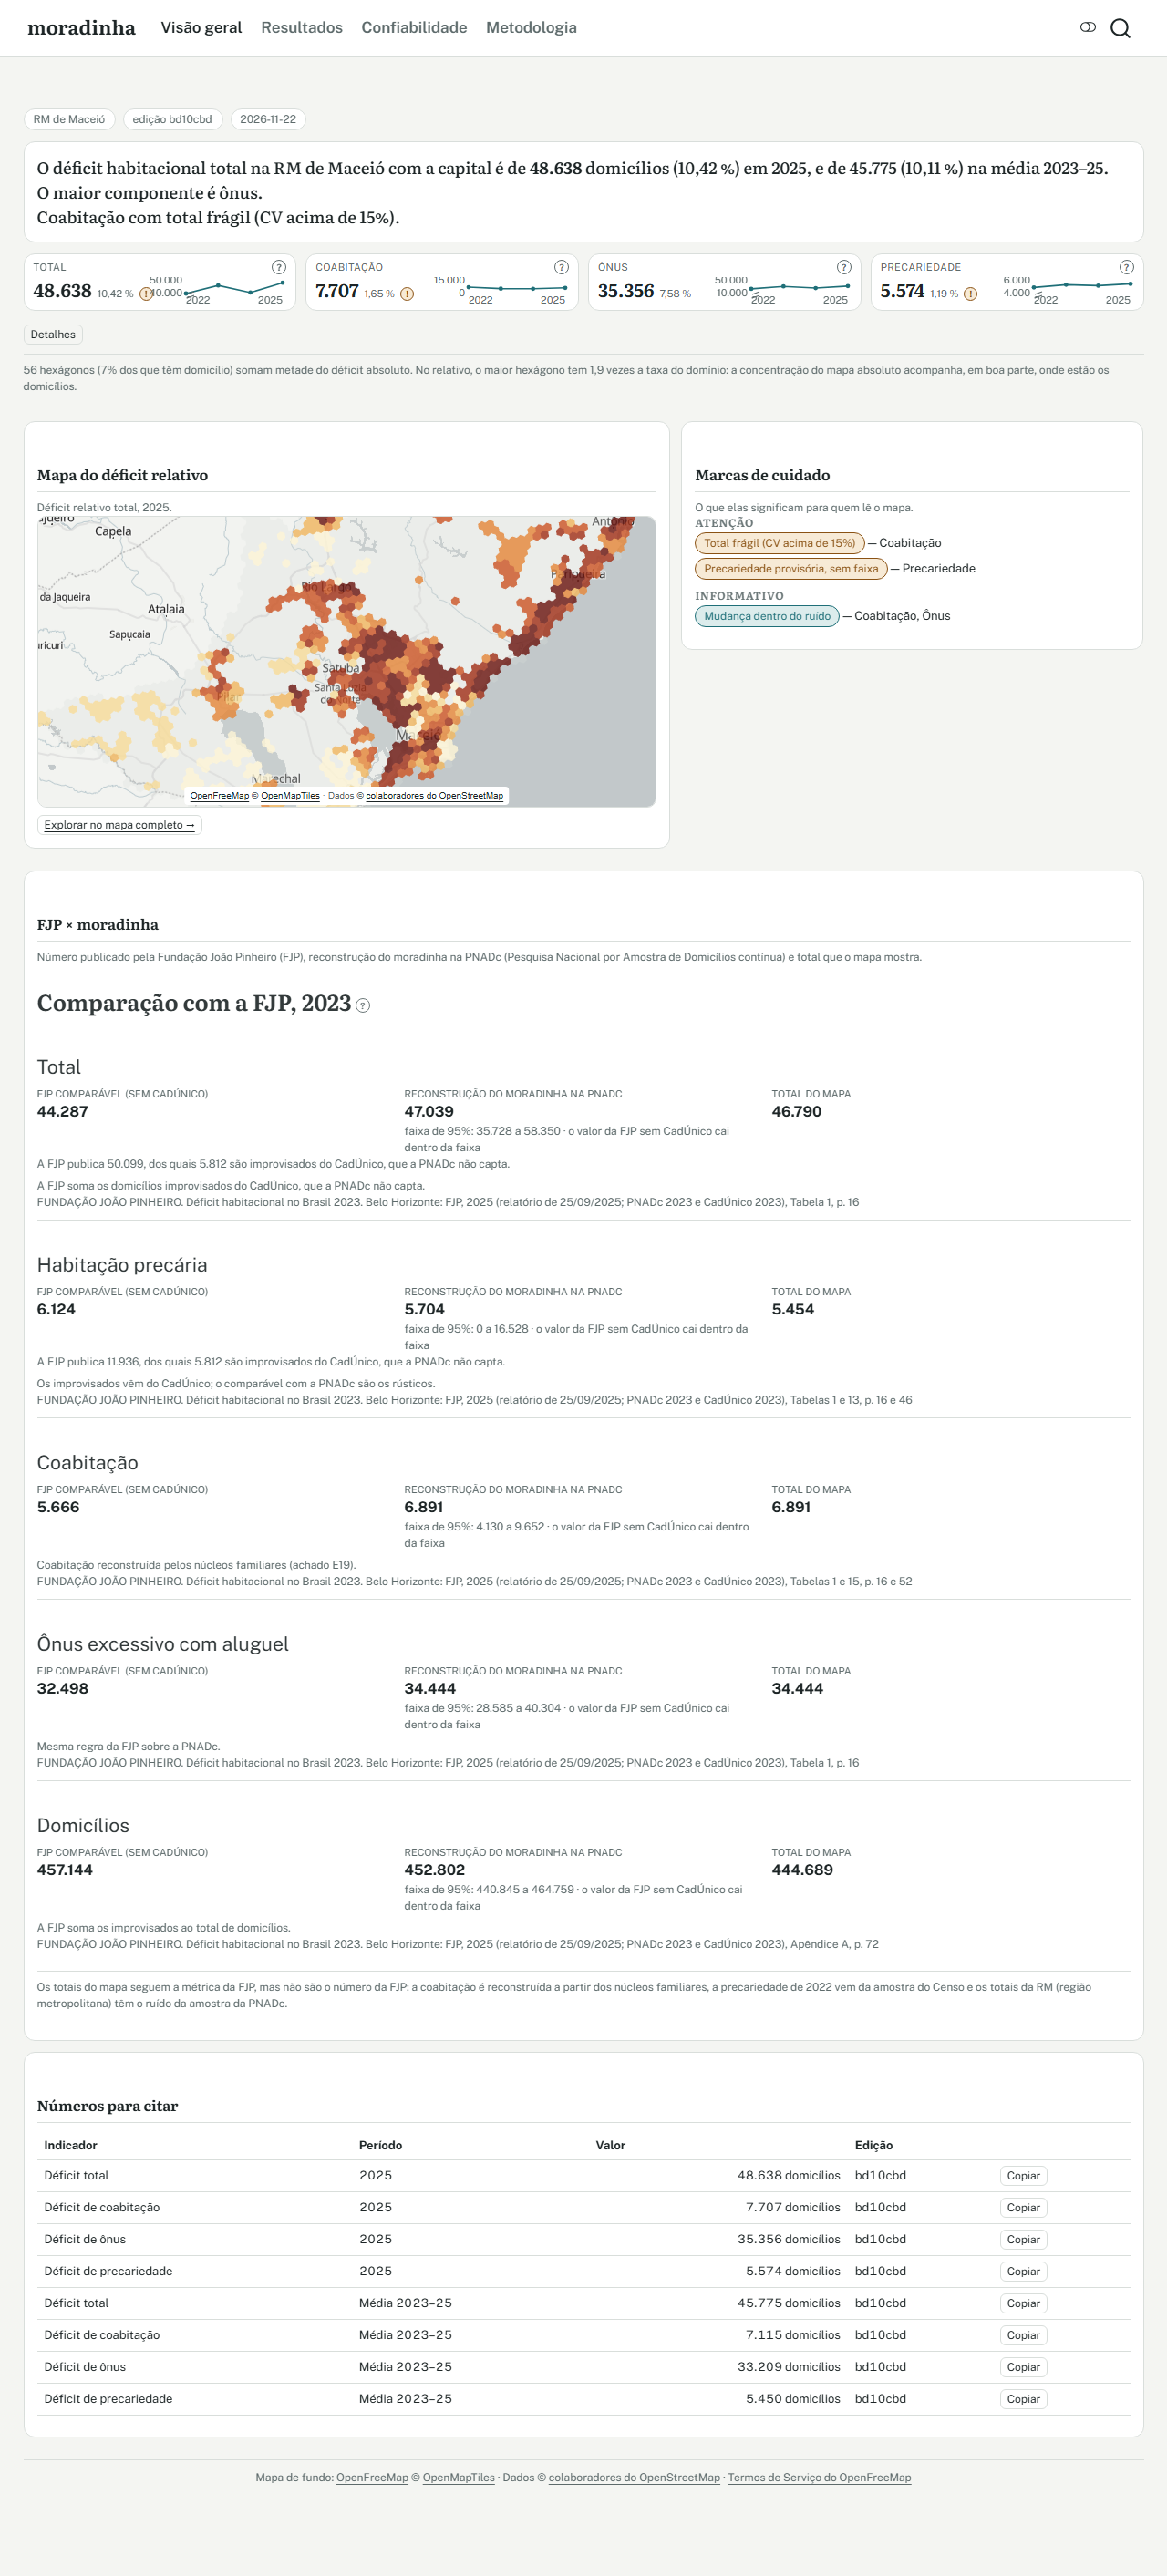 moradinha Visão geral Resultados Confiabilidade Metodologia
RM de Maceió edição bd10cbd 2026-11-22
O déficit habitacional total na RM de Maceió com a capital é de 48.638 domicílios (10,42 %) em 2025, e de 45.775 (10,11 %) na média 2023–25.
O maior componente é ônus.
Coabitação com total frágil (CV acima de 15%).
TOTAL ?
48.638 10,42 % ! 50.000 40.000 2022 2025
COABITAÇÃO ?
7.707 1,65 % ! 15.000 0 2022 2025
ÔNUS ?
35.356 7,58 % 50.000 10.000 2022 2025
PRECARIEDADE ?
5.574 1,19 % ! 6.000 4.000 2022 2025
Detalhes
56 hexágonos (7% dos que têm domicílio) somam metade do déficit absoluto. No relativo, o maior hexágono tem 1,9 vezes a taxa do domínio: a concentração do mapa absoluto acompanha, em boa parte, onde estão os
domicílios.
Mapa do déficit relativo
Déficit relativo total, 2025.
Capela
da Jaqueira
Atalaia
Sapucaia
Satuba
Maceió
Marechal
OpenFreeMap © OpenMapTiles · Dados © colaboradores do OpenStreetMap
Explorar no mapa completo →
Marcas de cuidado
O que elas significam para quem lê o mapa.
ATENÇÃO
Total frágil (CV acima de 15%) — Coabitação
Precariedade provisória, sem faixa — Precariedade
INFORMATIVO
Mudança dentro do ruído — Coabitação, Ônus
FJP × moradinha
Número publicado pela Fundação João Pinheiro (FJP), reconstrução do moradinha na PNADc (Pesquisa Nacional por Amostra de Domicílios contínua) e total que o mapa mostra.
Comparação com a FJP, 2023 ?
Total
FJP COMPARÁVEL (SEM CADÚNICO) RECONSTRUÇÃO DO MORADINHA NA PNADC TOTAL DO MAPA
44.287 47.039 46.790
faixa de 95%: 35.728 a 58.350 · o valor da FJP sem CadÚnico cai
dentro da faixa
A FJP publica 50.099, dos quais 5.812 são improvisados do CadÚnico, que a PNADc não capta.
A FJP soma os domicílios improvisados do CadÚnico, que a PNADc não capta.
FUNDAÇÃO JOÃO PINHEIRO. Déficit habitacional no Brasil 2023. Belo Horizonte: FJP, 2025 (relatório de 25/09/2025; PNADc 2023 e CadÚnico 2023), Tabela 1, p. 16
Habitação precária
FJP COMPARÁVEL (SEM CADÚNICO) RECONSTRUÇÃO DO MORADINHA NA PNADC TOTAL DO MAPA
6.124 5.704 5.454
faixa de 95%: 0 a 16.528 · o valor da FJP sem CadÚnico cai dentro da
faixa
A FJP publica 11.936, dos quais 5.812 são improvisados do CadÚnico, que a PNADc não capta.
Os improvisados vêm do CadÚnico; o comparável com a PNADc são os rústicos.
FUNDAÇÃO JOÃO PINHEIRO. Déficit habitacional no Brasil 2023. Belo Horizonte: FJP, 2025 (relatório de 25/09/2025; PNADc 2023 e CadÚnico 2023), Tabelas 1 e 13, p. 16 e 46
Coabitação
FJP COMPARÁVEL (SEM CADÚNICO) RECONSTRUÇÃO DO MORADINHA NA PNADC TOTAL DO MAPA
5.666 6.891 6.891
faixa de 95%: 4.130 a 9.652 · o valor da FJP sem CadÚnico cai dentro
da faixa
Coabitação reconstruída pelos núcleos familiares (achado E19).
FUNDAÇÃO JOÃO PINHEIRO. Déficit habitacional no Brasil 2023. Belo Horizonte: FJP, 2025 (relatório de 25/09/2025; PNADc 2023 e CadÚnico 2023), Tabelas 1 e 15, p. 16 e 52
Ônus excessivo com aluguel
FJP COMPARÁVEL (SEM CADÚNICO) RECONSTRUÇÃO DO MORADINHA NA PNADC TOTAL DO MAPA
32.498 34.444 34.444
faixa de 95%: 28.585 a 40.304 · o valor da FJP sem CadÚnico cai
dentro da faixa
Mesma regra da FJP sobre a PNADc.
FUNDAÇÃO JOÃO PINHEIRO. Déficit habitacional no Brasil 2023. Belo Horizonte: FJP, 2025 (relatório de 25/09/2025; PNADc 2023 e CadÚnico 2023), Tabela 1, p. 16
Domicílios
FJP COMPARÁVEL (SEM CADÚNICO) RECONSTRUÇÃO DO MORADINHA NA PNADC TOTAL DO MAPA
457.144 452.802 444.689
faixa de 95%: 440.845 a 464.759 · o valor da FJP sem CadÚnico cai
dentro da faixa
A FJP soma os improvisados ao total de domicílios.
FUNDAÇÃO JOÃO PINHEIRO. Déficit habitacional no Brasil 2023. Belo Horizonte: FJP, 2025 (relatório de 25/09/2025; PNADc 2023 e CadÚnico 2023), Apêndice A, p. 72
Os totais do mapa seguem a métrica da FJP, mas não são o número da FJP: a coabitação é reconstruída a partir dos núcleos familiares, a precariedade de 2022 vem da amostra do Censo e os totais da RM (região
metropolitana) têm o ruído da amostra da PNADc.
Números para citar
Indicador Período Valor Edição
Déficit total 2025 48.638 domicílios bd10cbd Copiar
Déficit de coabitação 2025 7.707 domicílios bd10cbd Copiar
Déficit de ônus 2025 35.356 domicílios bd10cbd Copiar
Déficit de precariedade 2025 5.574 domicílios bd10cbd Copiar
Déficit total Média 2023–25 45.775 domicílios bd10cbd Copiar
Déficit de coabitação Média 2023–25 7.115 domicílios bd10cbd Copiar
Déficit de ônus Média 2023–25 33.209 domicílios bd10cbd Copiar
Déficit de precariedade Média 2023–25 5.450 domicílios bd10cbd Copiar
Mapa de fundo: OpenFreeMap © OpenMapTiles · Dados © colaboradores do OpenStreetMap · Termos de Serviço do OpenFreeMap